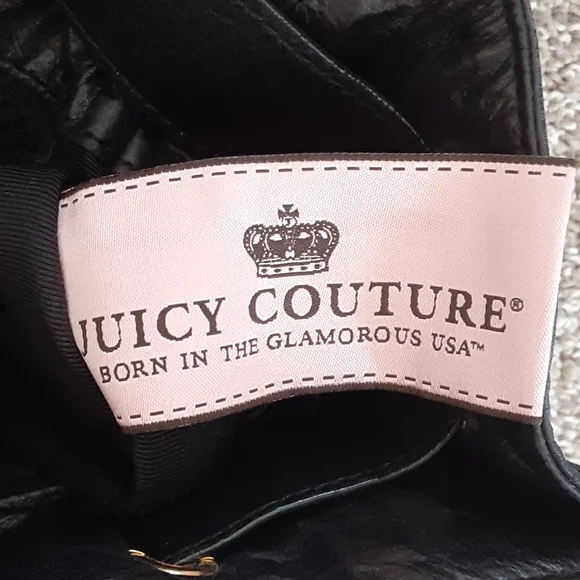 JUICY COUTURE®
BORN IN THE GLAMOROUS USA™